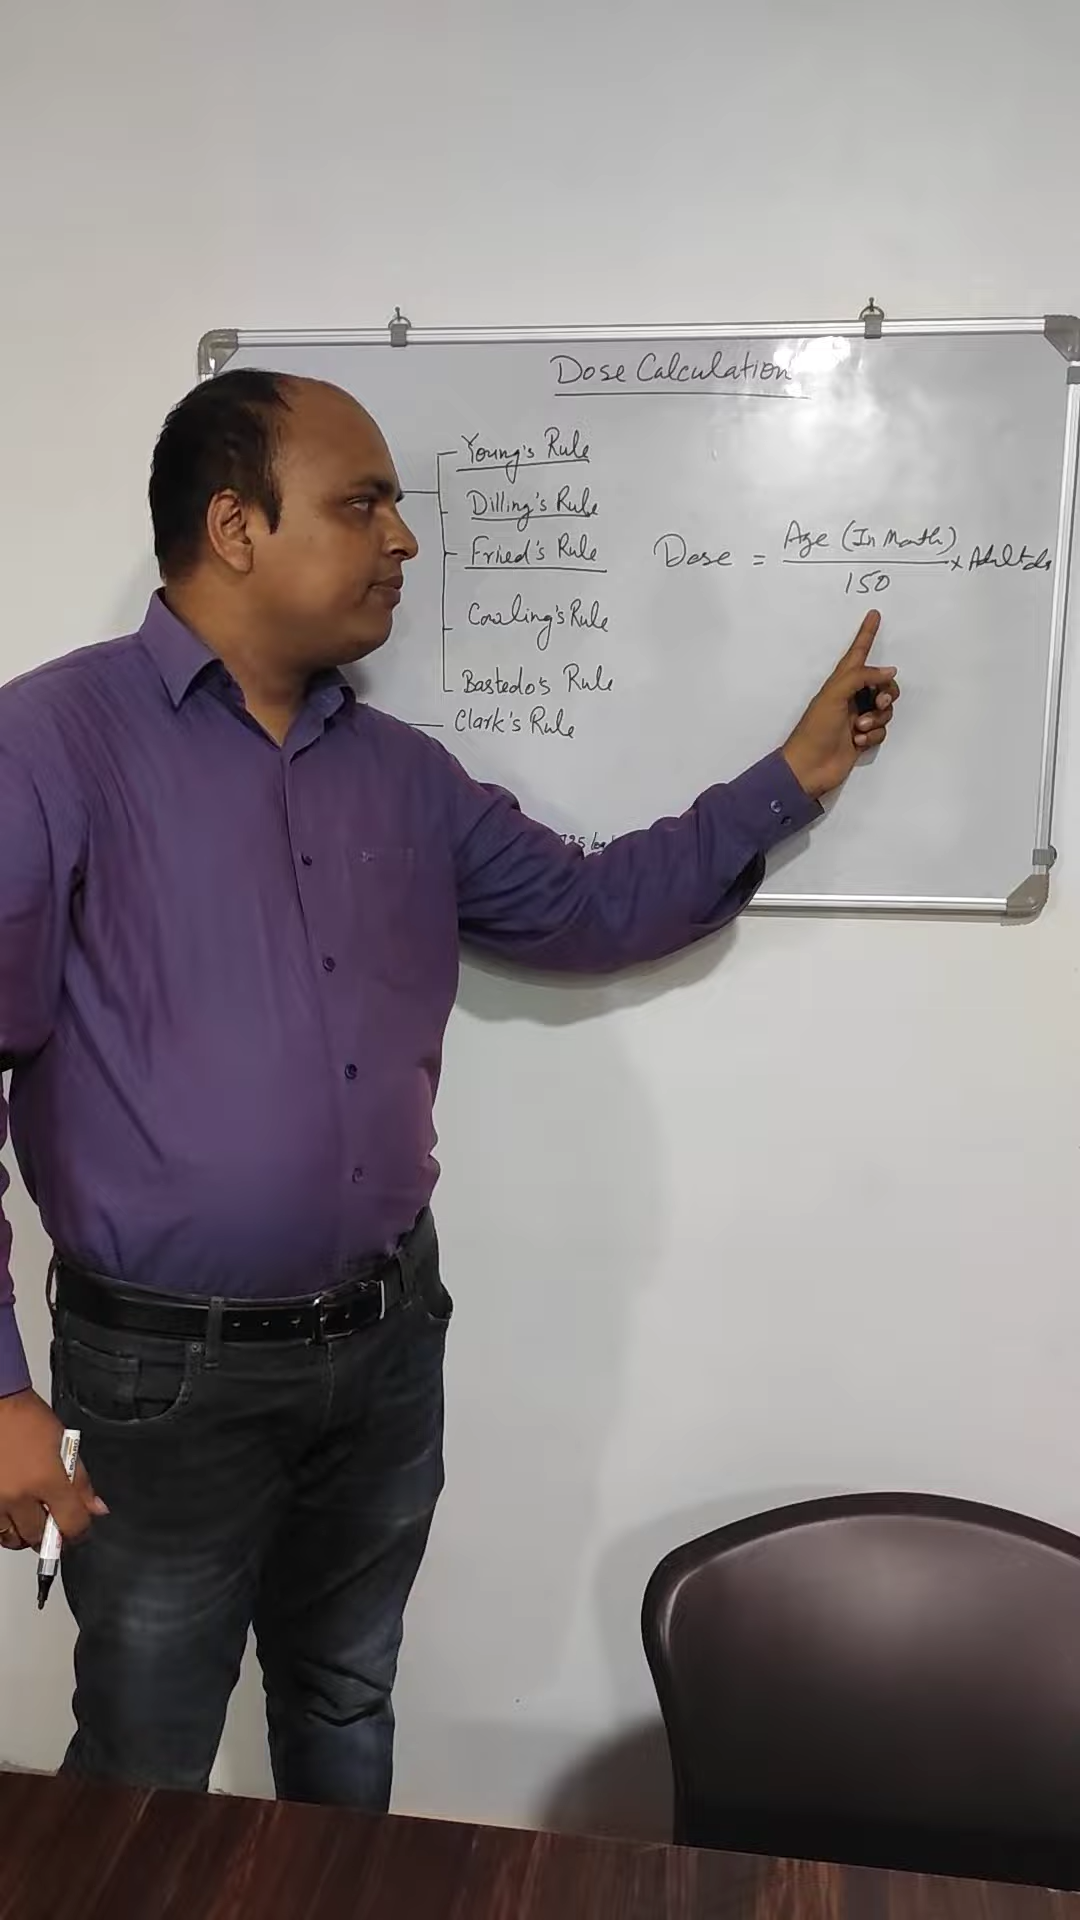 Dose Calculation
Young's Rule
Dilling's Rule
Fried's Rule
Dose = Age (In Month) / 150 × Adult ds
Cowling's Rule
Bastedo's Rule
Clark's Rule